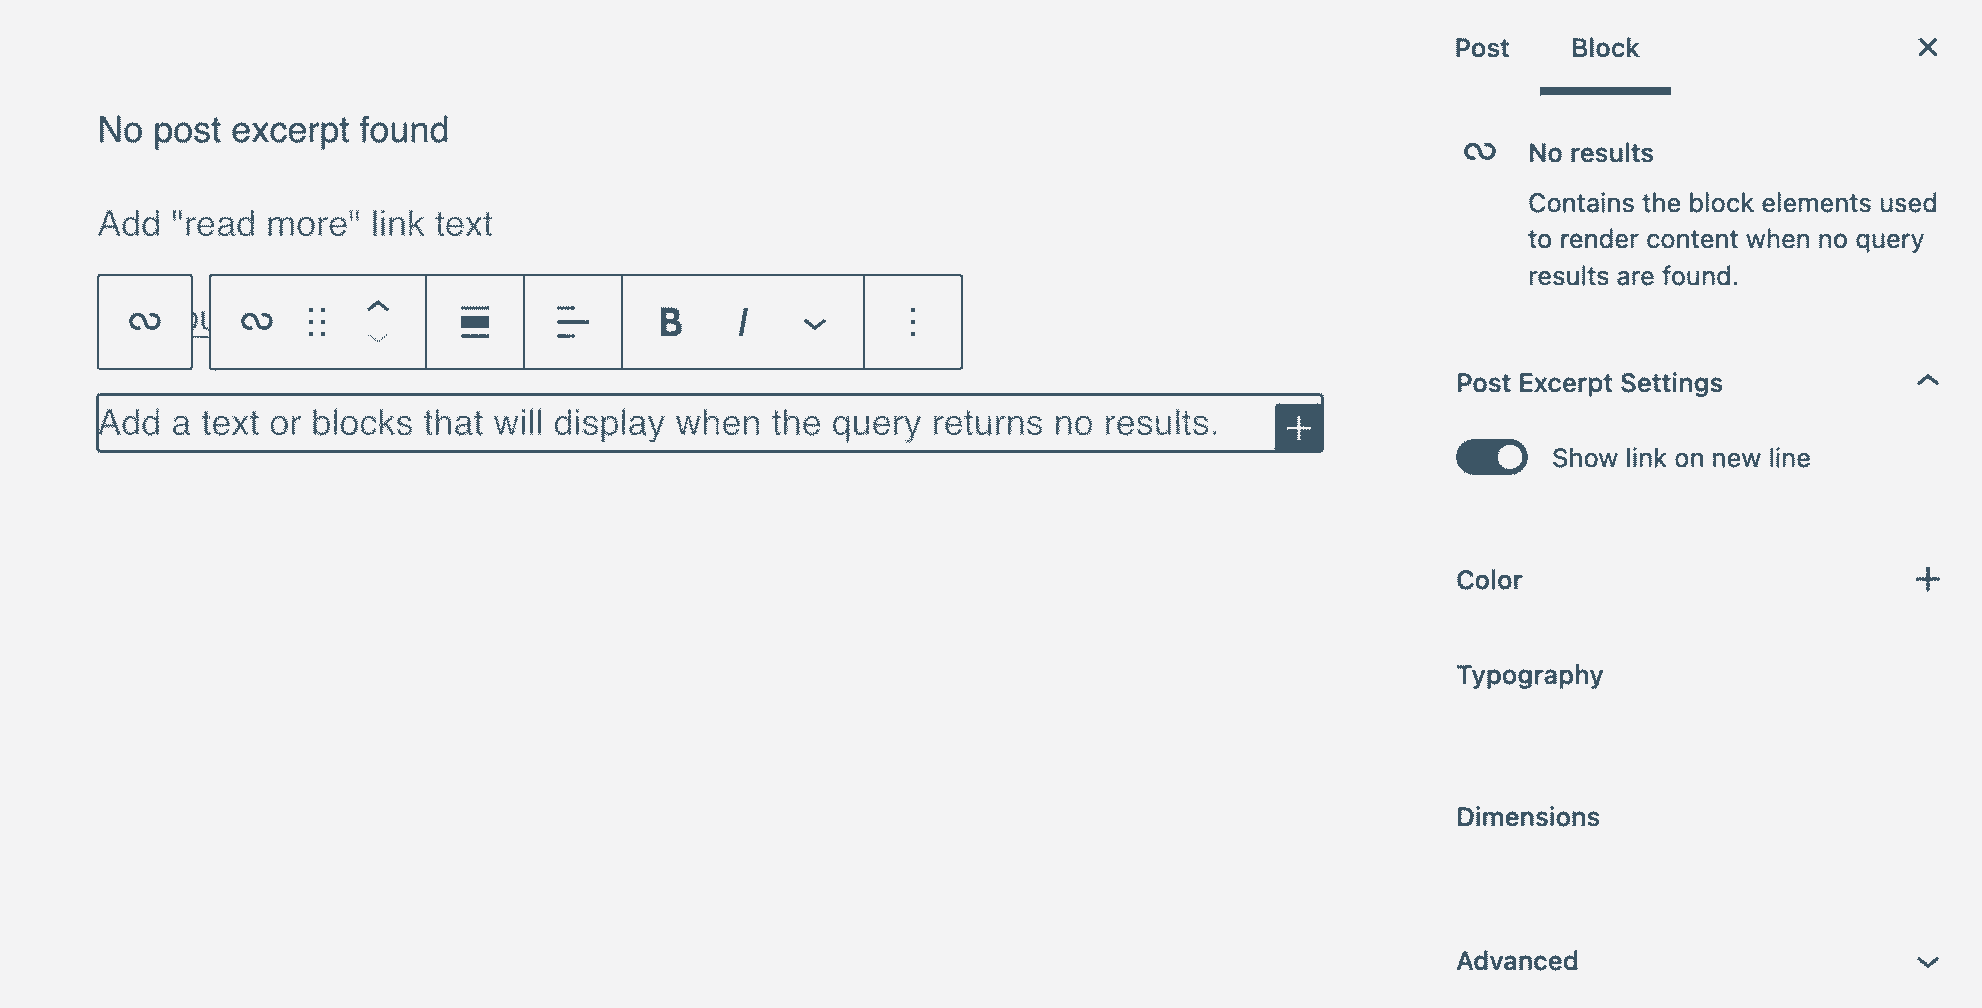 Post Block
No post excerpt found
Add "read more" link text
B I
Add a text or blocks that will display when the query returns no results.
No results
Contains the block elements used
to render content when no query
results are found.
Post Excerpt Settings
Show link on new line
Color
Typography
Dimensions
Advanced